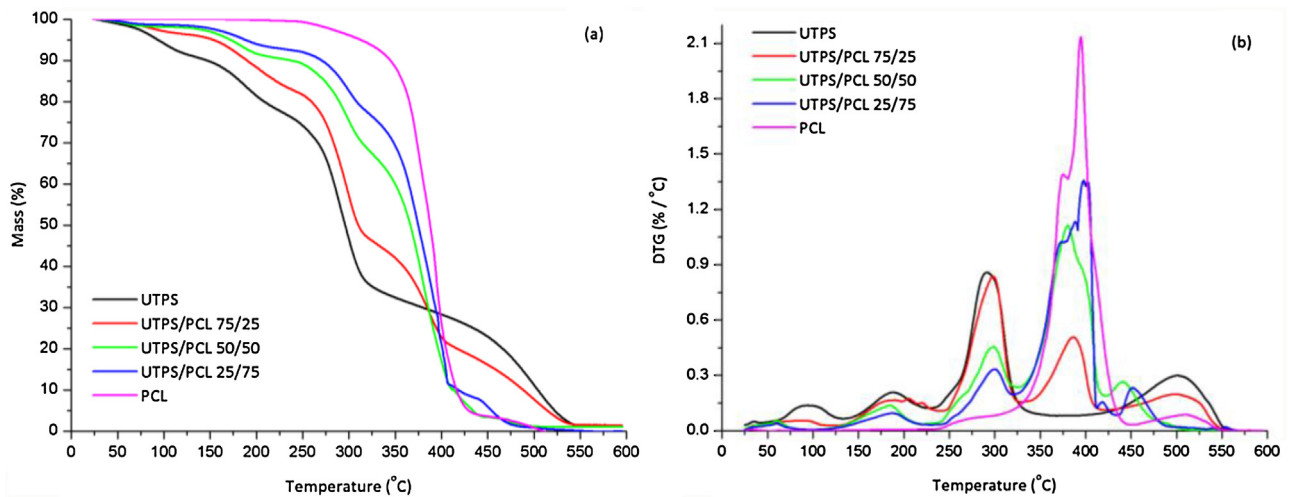 (a)
100
90
80
70
60
50
40
30
20
10
0
Mass (%)
UTPS
UTPS/PCL 75/25
UTPS/PCL 50/50
UTPS/PCL 25/75
PCL
0 50 100 150 200 250 300 350 400 450 500 550 600
Temperature (°C)
(b)
2.1
1.8
1.5
1.2
0.9
0.6
0.3
0.0
DTG (% / °C)
UTPS
UTPS/PCL 75/25
UTPS/PCL 50/50
UTPS/PCL 25/75
PCL
0 50 100 150 200 250 300 350 400 450 500 550 600
Temperature (°C)